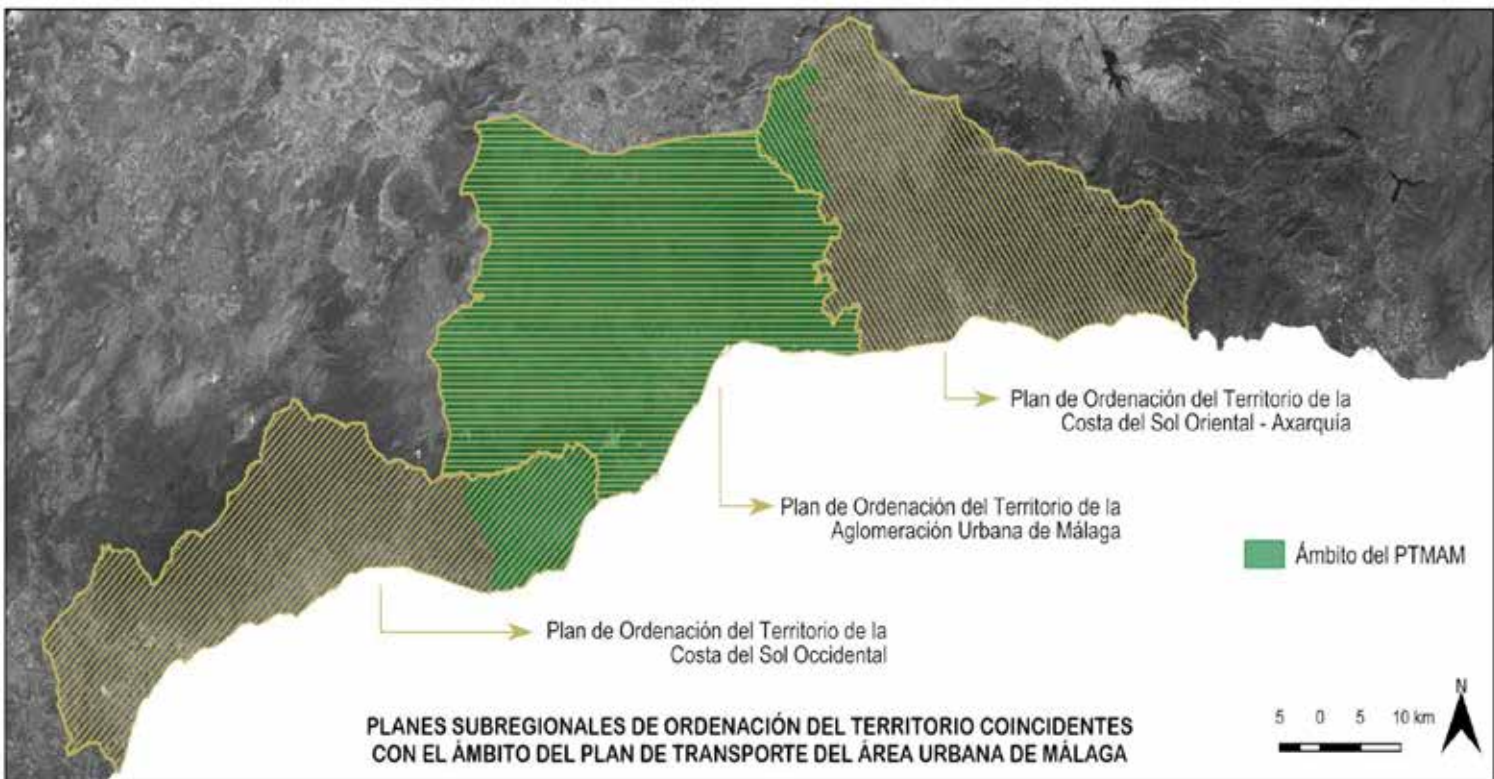 Plan de Ordenación del Territorio de la
Costa del Sol Oriental - Axarquía
Plan de Ordenación del Territorio de la
Aglomeración Urbana de Málaga
Ámbito del PTMAM
Plan de Ordenación del Territorio de la
Costa del Sol Occidental
PLANES SUBREGIONALES DE ORDENACIÓN DEL TERRITORIO COINCIDENTES
CON EL ÁMBITO DEL PLAN DE TRANSPORTE DEL ÁREA URBANA DE MÁLAGA
N
5 0 5 10 km